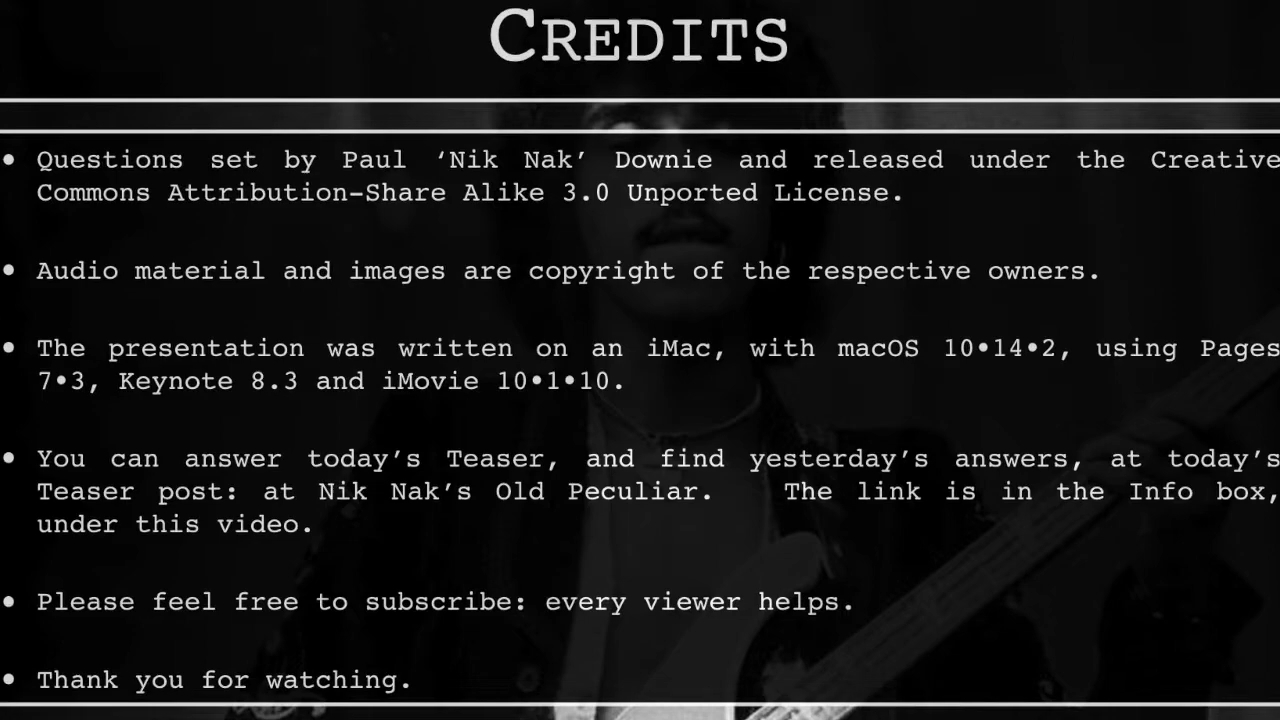 CREDITS
• Questions set by Paul ‘Nik Nak’ Downie and released under the Creative
Commons Attribution-Share Alike 3.0 Unported License.
• Audio material and images are copyright of the respective owners.
• The presentation was written on an iMac, with macOS 10•14•2, using Pages
7•3, Keynote 8.3 and iMovie 10•1•10.
• You can answer today’s Teaser, and find yesterday’s answers, at today’s
Teaser post: at Nik Nak’s Old Peculiar. The link is in the Info box,
under this video.
• Please feel free to subscribe: every viewer helps.
• Thank you for watching.